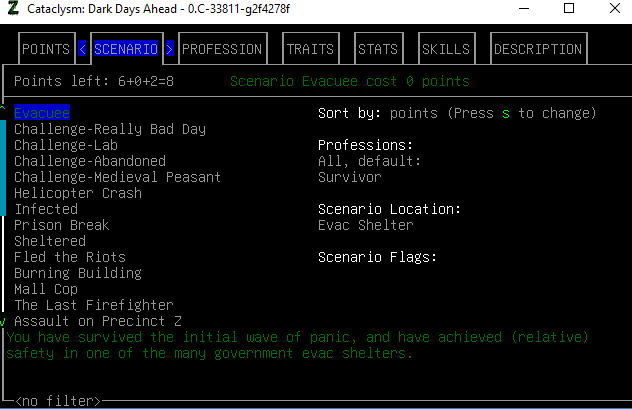 Cataclysm: Dark Days Ahead - 0.C-33811-g2f4278f
POINTS < SCENARIO > PROFESSION TRAITS STATS SKILLS DESCRIPTION
Points left: 6+0+2=8 Scenario Evacuee cost 0 points
^ Evacuee Sort by: points (Press s to change)
Challenge-Really Bad Day
Challenge-Lab Professions:
Challenge-Abandoned All, default:
Challenge-Medieval Peasant Survivor
Helicopter Crash
Infected Scenario Location:
Prison Break Evac Shelter
Sheltered
Fled the Riots Scenario Flags:
Burning Building
Mall Cop
The Last Firefighter
v Assault on Precinct Z
You have survived the initial wave of panic, and have achieved (relative)
safety in one of the many government evac shelters.
<no filter>